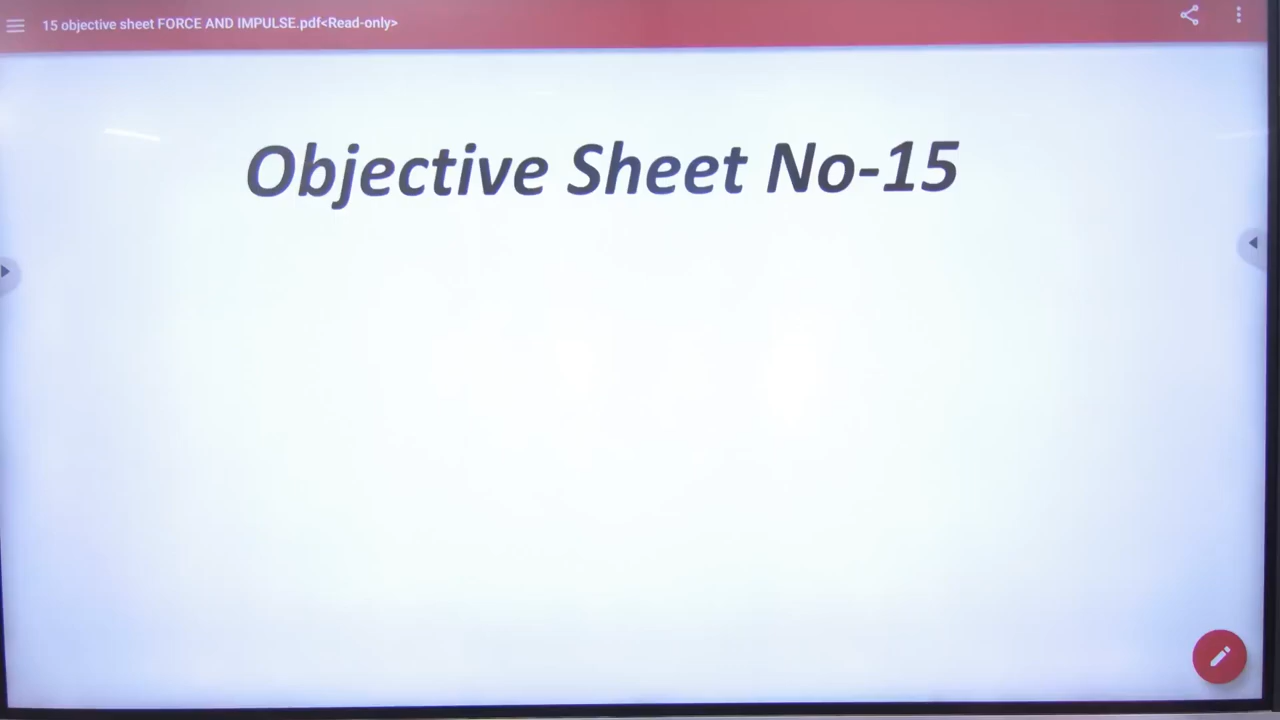 15 objective sheet FORCE AND IMPULSE.pdf<Read-only>
Objective Sheet No-15